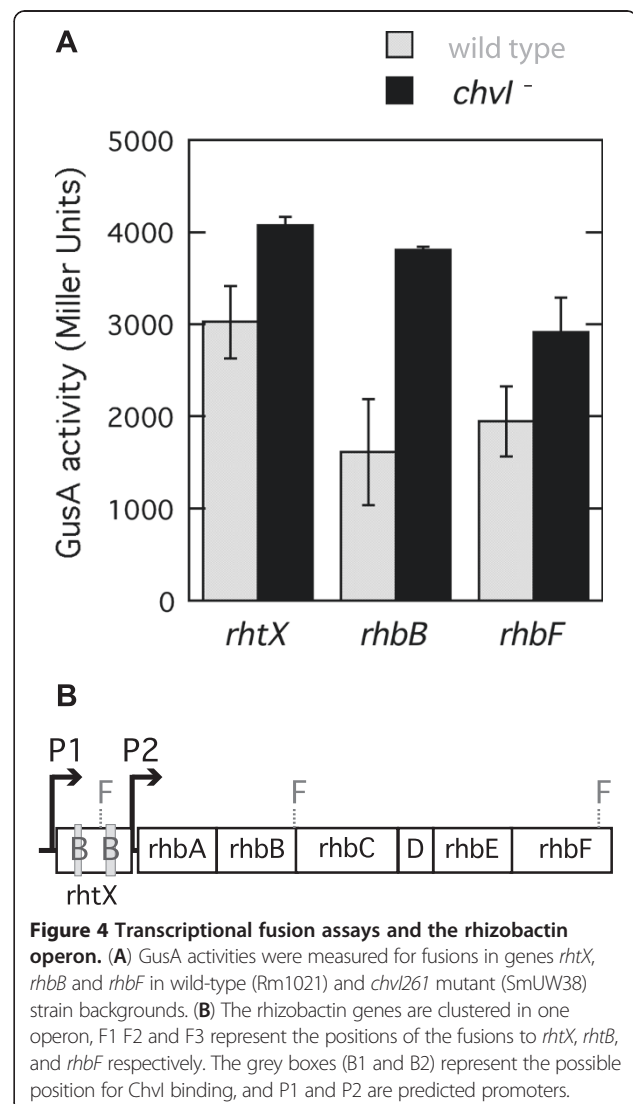 A
wild type
chvI -
5000
4000
3000
2000
1000
0
GusA activity (Miller Units)
rhtX rhbB rhbF
B
P1 P2
F F F
B B rhbA rhbB rhbC D rhbE rhbF
rhtX
Figure 4 Transcriptional fusion assays and the rhizobactin
operon. (A) GusA activities were measured for fusions in genes rhtX,
rhbB and rhbF in wild-type (Rm1021) and chvI261 mutant (SmUW38)
strain backgrounds. (B) The rhizobactin genes are clustered in one
operon, F1 F2 and F3 represent the positions of the fusions to rhtX, rhtB,
and rhbF respectively. The grey boxes (B1 and B2) represent the possible
position for ChvI binding, and P1 and P2 are predicted promoters.